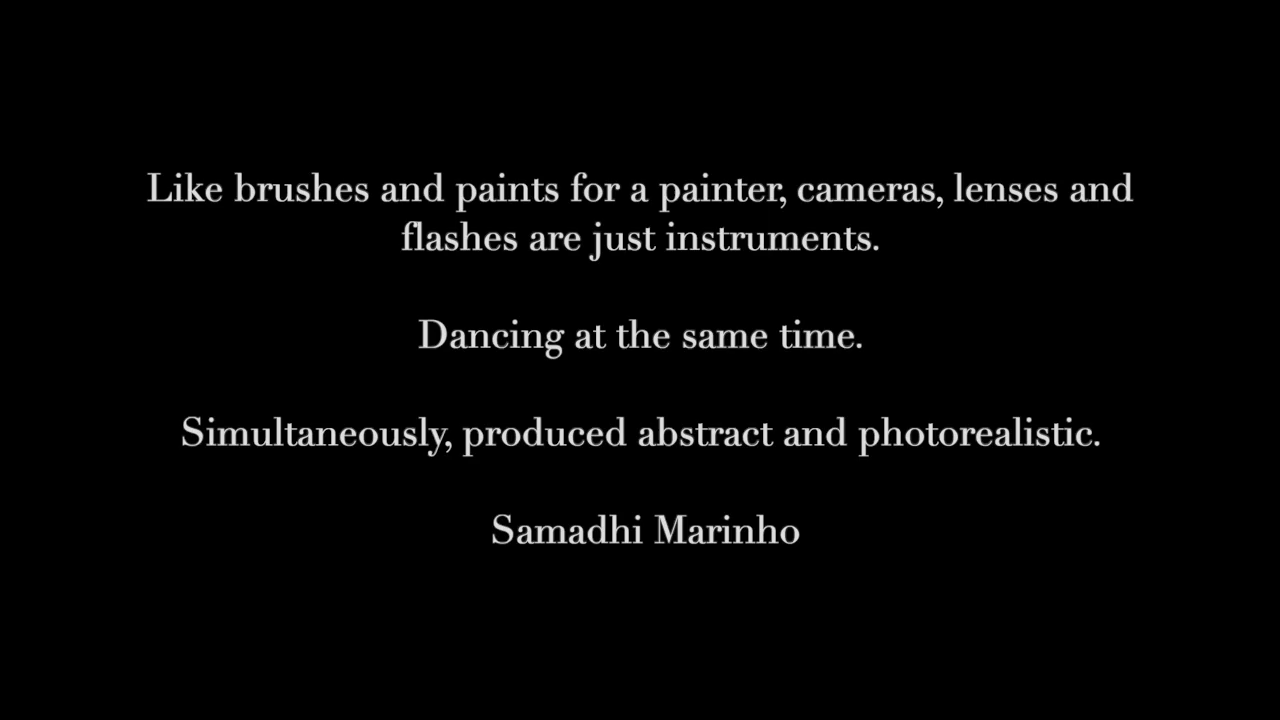 Like brushes and paints for a painter, cameras, lenses and
flashes are just instruments.
Dancing at the same time.
Simultaneously, produced abstract and photorealistic.
Samadhi Marinho